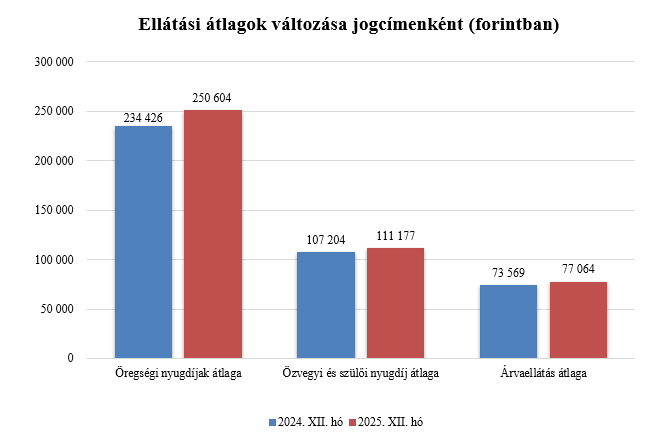 Ellátási átlagok változása jogcímenként (forintban)
300 000
250 000
200 000
150 000
100 000
50 000
0
234 426
250 604
107 204
111 177
73 569
77 064
Öregségi nyugdíjak átlaga
Özvegyi és szülői nyugdíj átlaga
Árvaellátás átlaga
2024. XII. hó
2025. XII. hó